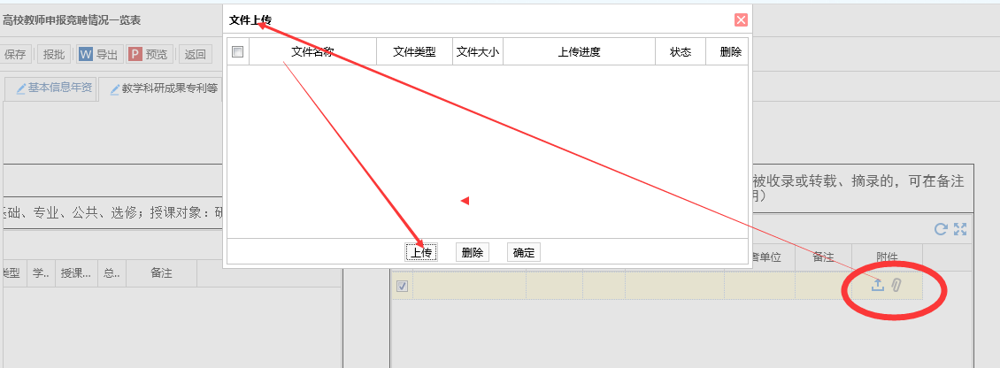 高校教师申报竞聘情况一览表
保存 报批 W 导出 P 预览 返回
基本信息年资 教学科研成果专利等
文件上传
文件名称 文件类型 文件大小 上传进度 状态 删除
上传 删除 确定
被收录或转载、摘录的，可在备注
明）
础、专业、公共、选修；授课对象：研
类型 学.. 授课... 总.. 备注
单位 备注 附件